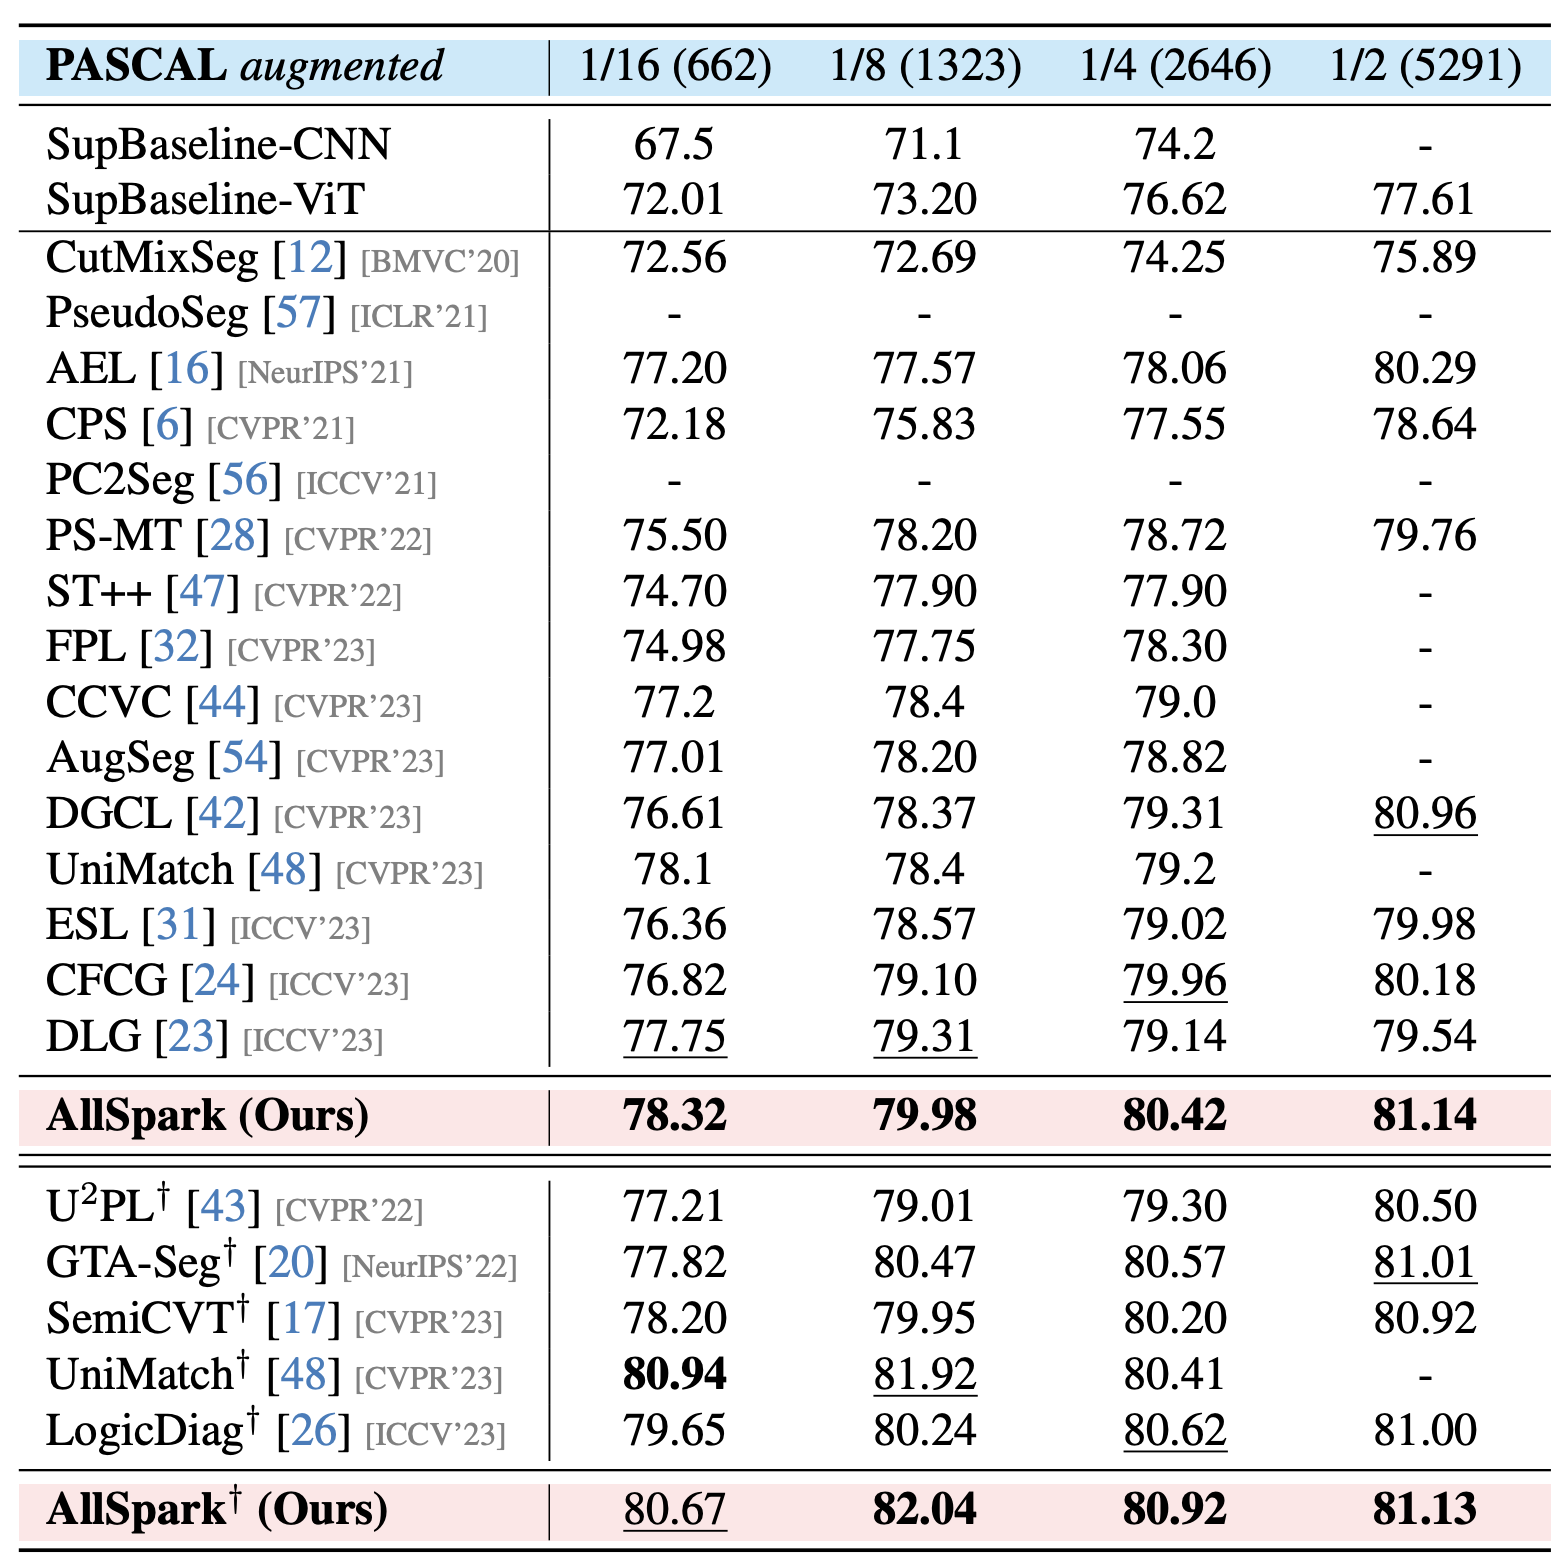 PASCAL augmented 1/16 (662) 1/8 (1323) 1/4 (2646) 1/2 (5291)
SupBaseline-CNN 67.5 71.1 74.2 -
SupBaseline-ViT 72.01 73.20 76.62 77.61
CutMixSeg [12] [BMVC’20] 72.56 72.69 74.25 75.89
PseudoSeg [57] [ICLR’21] - - - -
AEL [16] [NeurIPS’21] 77.20 77.57 78.06 80.29
CPS [6] [CVPR’21] 72.18 75.83 77.55 78.64
PC2Seg [56] [ICCV’21] - - - -
PS-MT [28] [CVPR’22] 75.50 78.20 78.72 79.76
ST++ [47] [CVPR’22] 74.70 77.90 77.90 -
FPL [32] [CVPR’23] 74.98 77.75 78.30 -
CCVC [44] [CVPR’23] 77.2 78.4 79.0 -
AugSeg [54] [CVPR’23] 77.01 78.20 78.82 -
DGCL [42] [CVPR’23] 76.61 78.37 79.31 80.96
UniMatch [48] [CVPR’23] 78.1 78.4 79.2 -
ESL [31] [ICCV’23] 76.36 78.57 79.02 79.98
CFCG [24] [ICCV’23] 76.82 79.10 79.96 80.18
DLG [23] [ICCV’23] 77.75 79.31 79.14 79.54
AllSpark (Ours) 78.32 79.98 80.42 81.14
U²PL† [43] [CVPR’22] 77.21 79.01 79.30 80.50
GTA-Seg† [20] [NeurIPS’22] 77.82 80.47 80.57 81.01
SemiCVT† [17] [CVPR’23] 78.20 79.95 80.20 80.92
UniMatch† [48] [CVPR’23] 80.94 81.92 80.41 -
LogicDiag† [26] [ICCV’23] 79.65 80.24 80.62 81.00
AllSpark† (Ours) 80.67 82.04 80.92 81.13